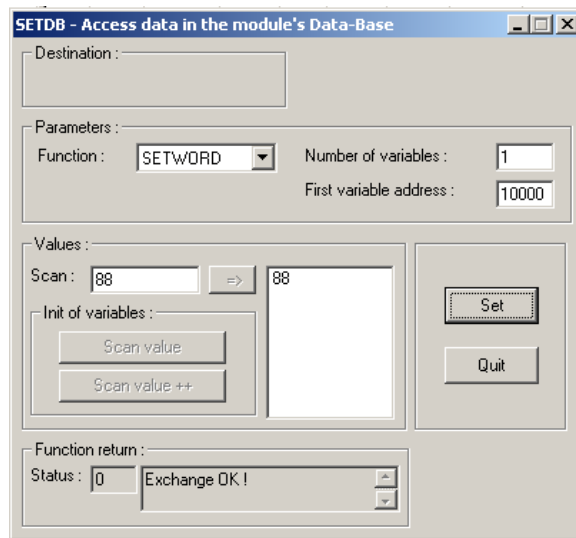 SETDB - Access data in the module's Data-Base
Destination :
Parameters :
Function :
SETWORD
Number of variables :
1
First variable address :
10000
Values :
Scan :
88
=>
88
Init of variables :
Scan value
Scan value ++
Set
Quit
Function return :
Status :
0
Exchange OK !